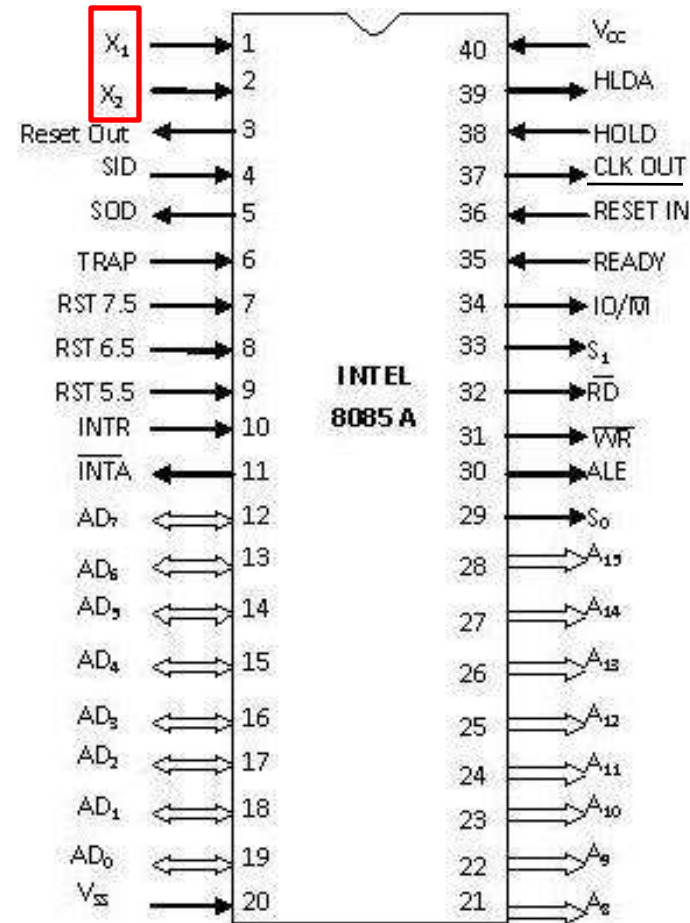 X₁ 1 40 Vcc
X₂ 2 39 HLDA
Reset Out 3 38 HOLD
SID 4 37 CLK OUT
SOD 5 36 RESET IN
TRAP 6 35 READY
RST 7.5 7 34 IO/M̅
RST 6.5 8 33 S₁
RST 5.5 9 32 R̅D̅
INTR 10 31 W̅R̅
I̅N̅T̅A̅ 11 30 ALE
AD₇ 12 29 S₀
AD₆ 13 28 A₁₅
AD₅ 14 27 A₁₄
AD₄ 15 26 A₁₃
AD₃ 16 25 A₁₂
AD₂ 17 24 A₁₁
AD₁ 18 23 A₁₀
AD₀ 19 22 A₉
Vss 20 21 A₈
INTEL
8085 A